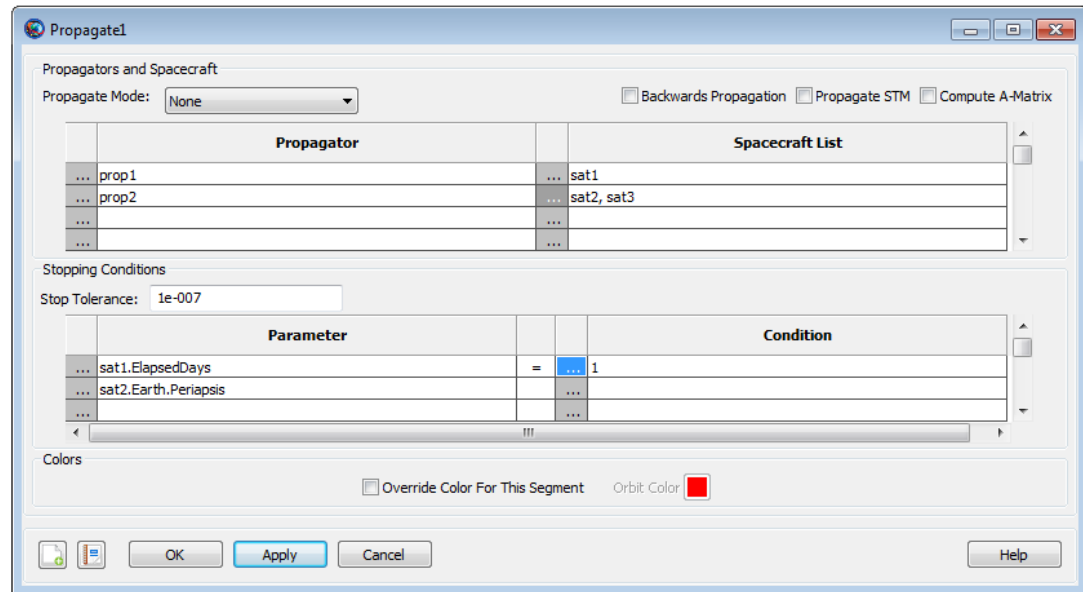 Propagate1
Propagators and Spacecraft
Propagate Mode: None Backwards Propagation Propagate STM Compute A-Matrix
Propagator Spacecraft List
... prop1 ... sat1
... prop2 ... sat2, sat3
... ...
... ...
Stopping Conditions
Stop Tolerance: 1e-007
Parameter Condition
... sat1.ElapsedDays = ... 1
... sat2.Earth.Periapsis ...
... ...
Colors
Override Color For This Segment Orbit Color
OK Apply Cancel Help